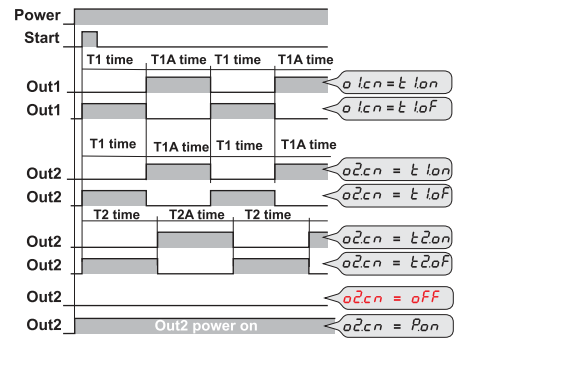 Power
Start
T1 time T1A time T1 time T1A time
Out1 o1.cn = t1.on
Out1 o1.cn = t1.oF
T1 time T1A time T1 time T1A time
Out2 o2.cn = t1.on
Out2 o2.cn = t1.oF
T2 time T2A time T2 time
Out2 o2.cn = t2.on
Out2 o2.cn = t2.oF
Out2 o2.cn = oFF
Out2 Out2 power on o2.cn = P.on